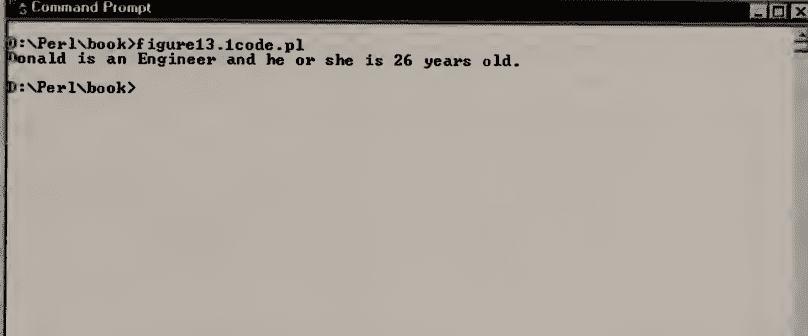 Command Prompt
D:\Perl\book>figure13.1code.pl
Donald is an Engineer and he or she is 26 years old.
D:\Perl\book>